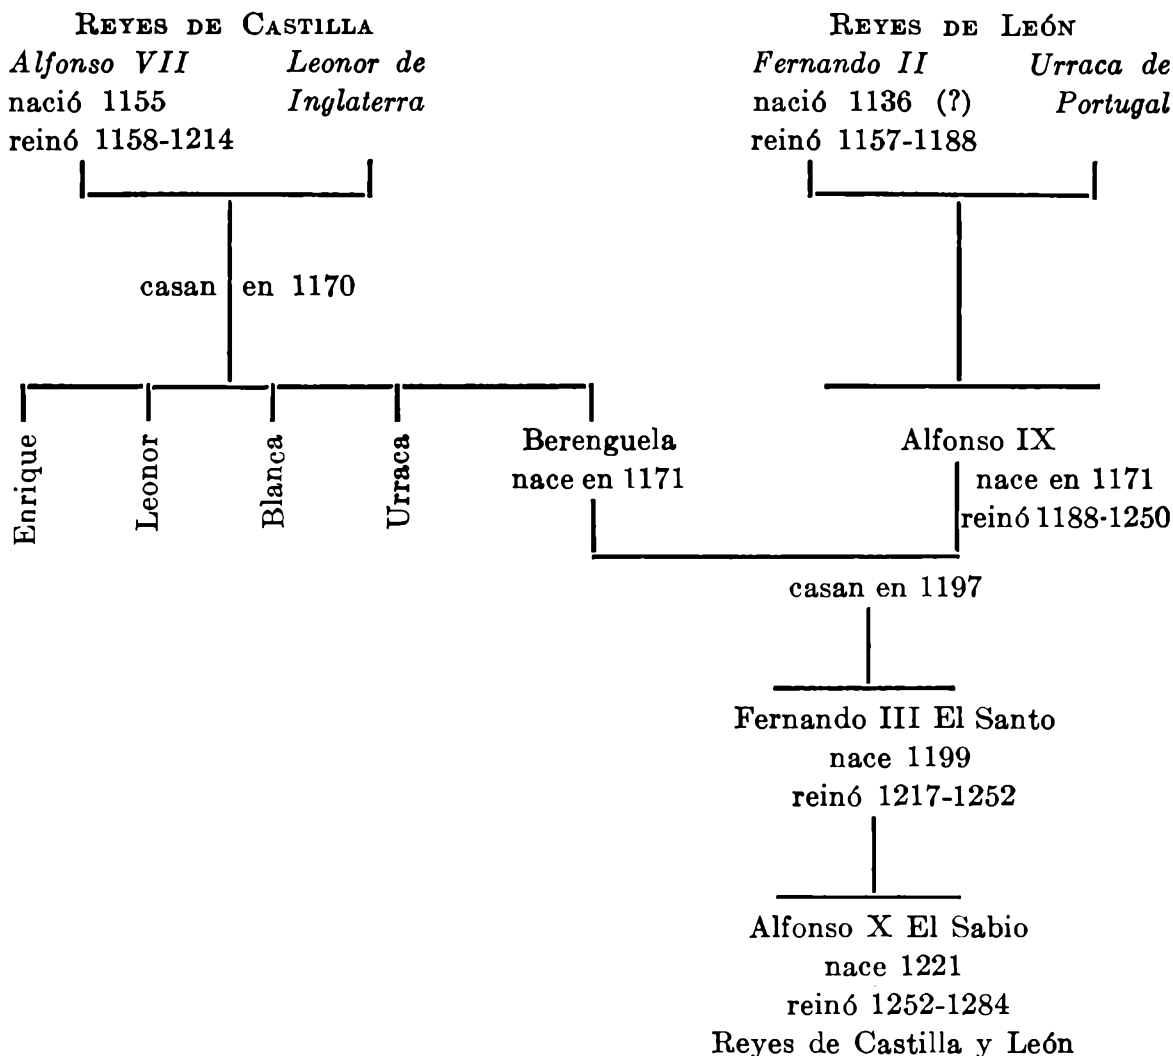 REYES DE CASTILLA
Alfonso VII
nació 1155
reinó 1158-1214
Leonor de
Inglaterra
REYES DE LEÓN
Fernando II
nació 1136 (?)
reinó 1157-1188
Urraca de
Portugal
casan en 1170
Enrique
Leonor
Blanca
Urraca
Berenguela
nace en 1171
Alfonso IX
nace en 1171
reinó 1188-1250
casan en 1197
Fernando III El Santo
nace 1199
reinó 1217-1252
Alfonso X El Sabio
nace 1221
reinó 1252-1284
Reyes de Castilla y León